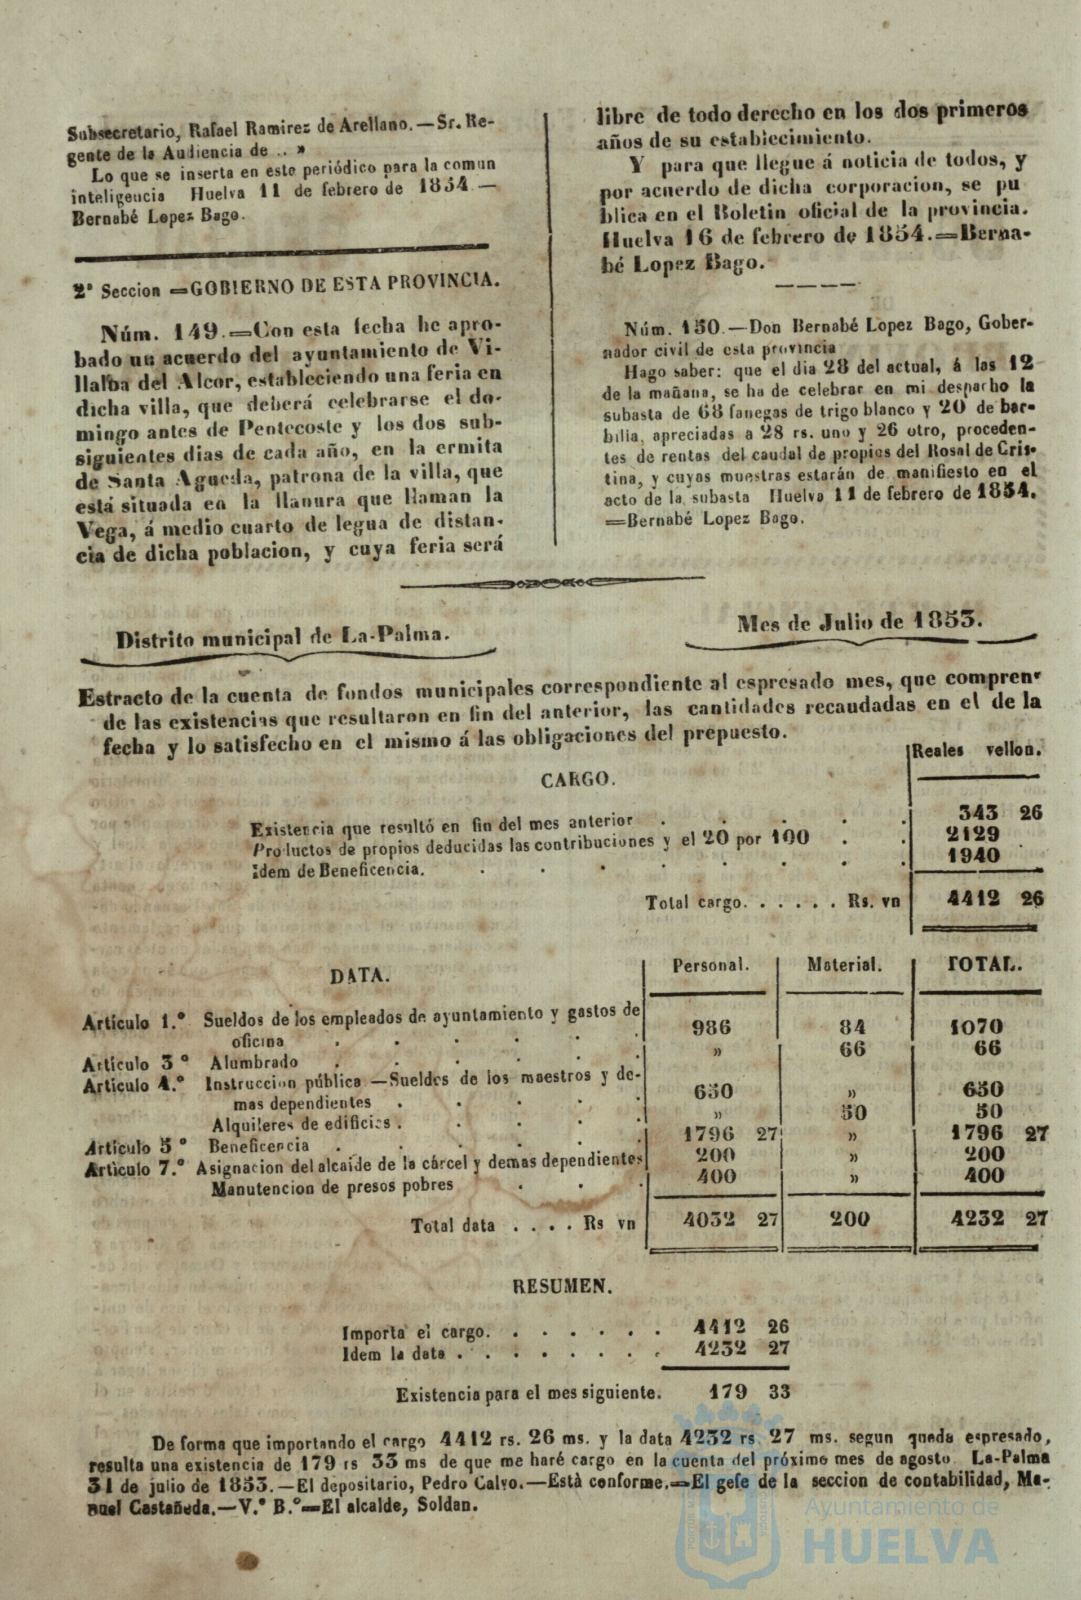 Subsecretario, Rafael Ramirez de Arellano.—Sr. Re-
gente de la Audiencia de .. »
Lo que se inserta en este periódico para la comun
inteligencia Huelva 11 de febrero de 1854 —
Bernabé Lopez Bago.
2ª Seccion =GOBIERNO DE ESTA PROVINCIA.
Núm. 149.=Con esta fecha he apro-
bado un acuerdo del ayuntamiento de Vi-
llalba del Alcor, estableciendo una feria en
dicha villa, que deberá celebrarse el do-
mingo antes de Pentecoste y los dos sub-
siguientes dias de cada año, en la ermita
de Santa Agueda, patrona de la villa, que
está situada en la llanura que llaman la
Vega, á medio cuarto de legua de distan-
cia de dicha poblacion, y cuya feria será
libre de todo derecho en los dos primeros
años de su establecimiento.
Y para que llegue á noticia de todos, y
por acuerdo de dicha corporacion, se pu
blica en el Boletin oficial de la provincia.
Huelva 16 de febrero de 1854.=Berna-
bé Lopez Bago.
Núm. 150.—Don Bernabé Lopez Bago, Gober-
nador civil de esta provincia
Hago saber: que el dia 28 del actual, á las 12
de la mañana, se ha de celebrar en mi despacho la
subasta de 68 fanegas de trigo blanco y 20 de bar-
bilia, apreciadas a 28 rs. uno y 26 otro, proceden-
tes de rentas del caudal de propios del Rosal de Cris-
tina, y cuyas muestras estarán de manifiesto en el
acto de la subasta Huelva 11 de febrero de 1854.
=Bernabé Lopez Bago.
Distrito municipal de La-Palma.
Mes de Julio de 1853.
Estracto de la cuenta de fondos municipales correspondiente al espresado mes, que compren-
de las existencias que resultaron en fin del anterior, las cantidades recaudadas en el de la
fecha y lo satisfecho en el mismo á las obligaciones del prepuesto.
Reales vellon.
CARGO.
Existencia que resultó en fin del mes anterior . . . . . 343 26
Productos de propios deducidas las contribuciones y el 20 por 100 . . 2129
Idem de Beneficencia. . . . . . . . 1940
Total cargo. . . . . . Rs. vn 4412 26
DATA. Personal. Material. TOTAL.
Artículo 1.º Sueldos de los empleados de ayuntamiento y gastos de
oficina . . . . . . 986 84 1070
Artículo 3º Alumbrado . . . . . . » 66 66
Artículo 4.º Instruccion pública —Sueldos de los maestros y de-
mas dependientes . . . . . 650 » 650
Alquileres de edificios . . . . . » 50 50
Artículo 5º Beneficencia . . . . . . 1796 27 » 1796 27
Artículo 7.º Asignacion del alcaide de la cárcel y demas dependientes 200 » 200
Manutencion de presos pobres . . . 400 » 400
Total data . . . . Rs vn 4032 27 200 4232 27
RESUMEN.
Importa el cargo. . . . . . . 4412 26
Idem la data . . . . . . . . 4232 27
Existencia para el mes siguiente. 179 33
De forma que importando el cargo 4412 rs. 26 ms. y la data 4232 rs. 27 ms. segun queda espresado,
resulta una existencia de 179 rs 33 ms de que me haré cargo en la cuenta del próximo mes de agosto La-Palma
31 de julio de 1853.—El depositario, Pedro Calvo.—Està conforme.=El gefe de la seccion de contabilidad, Ma-
nuel Castañeda.—V.º B.º=El alcalde, Soldan.
Ayuntamiento de
HUELVA